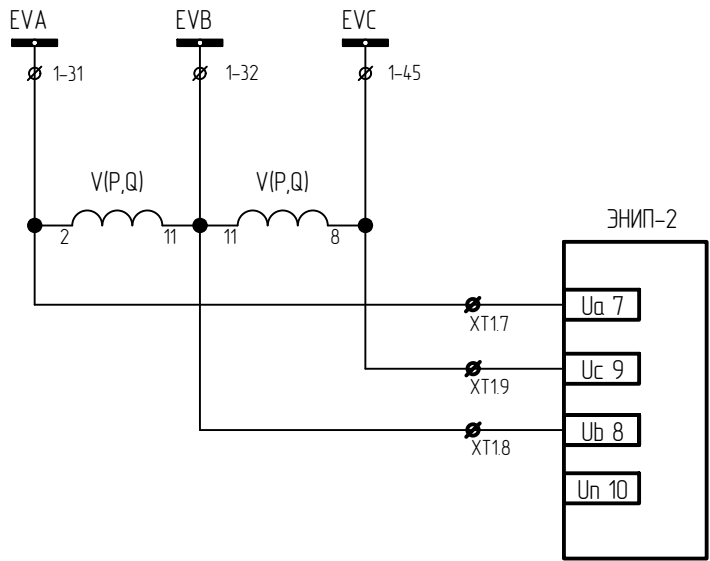 EVA EVB EVC
1-31 1-32 1-45
V(P,Q) V(P,Q)
2 11 11 8
ЭНИП-2
Ua 7
XT1.7
Uc 9
XT1.9
Ub 8
XT1.8
Un 10